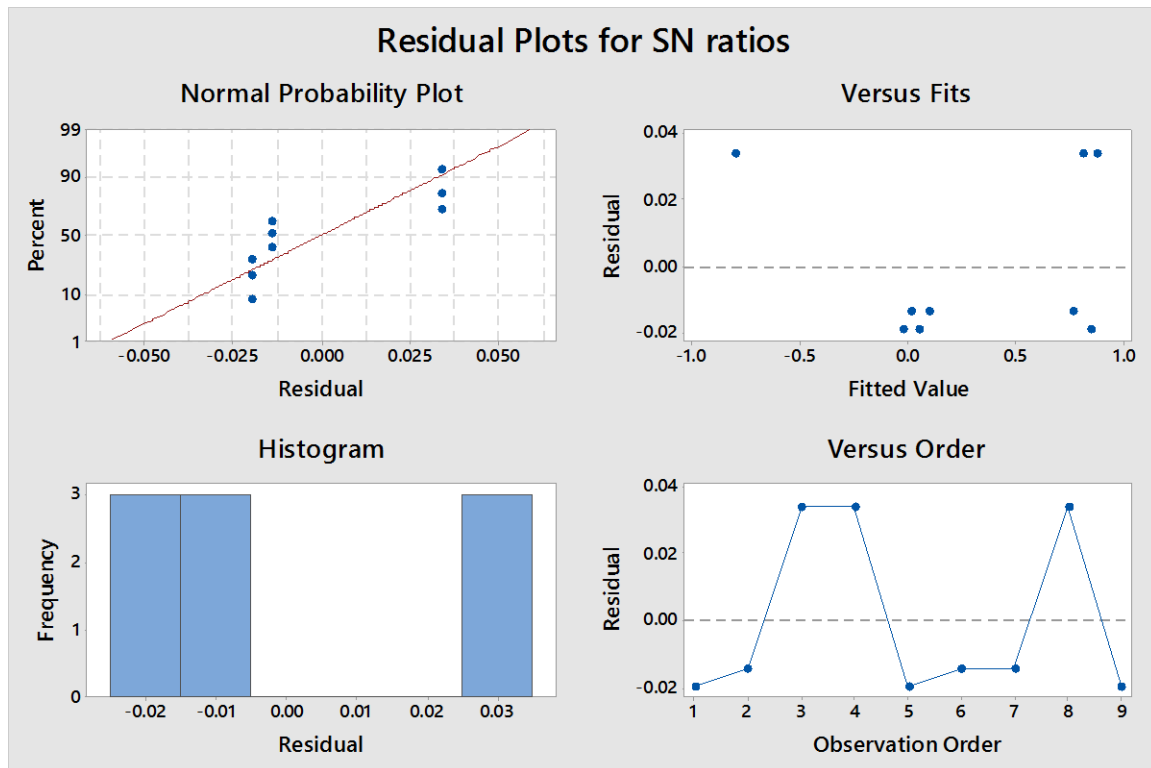 Residual Plots for SN ratios
Normal Probability Plot
99
90
50
10
1
Percent
-0.050 -0.025 0.000 0.025 0.050
Residual
Versus Fits
0.04
0.02
0.00
-0.02
Residual
-1.0 -0.5 0.0 0.5 1.0
Fitted Value
Histogram
3
2
1
0
Frequency
-0.02 -0.01 0.00 0.01 0.02 0.03
Residual
Versus Order
0.04
0.02
0.00
-0.02
Residual
1 2 3 4 5 6 7 8 9
Observation Order